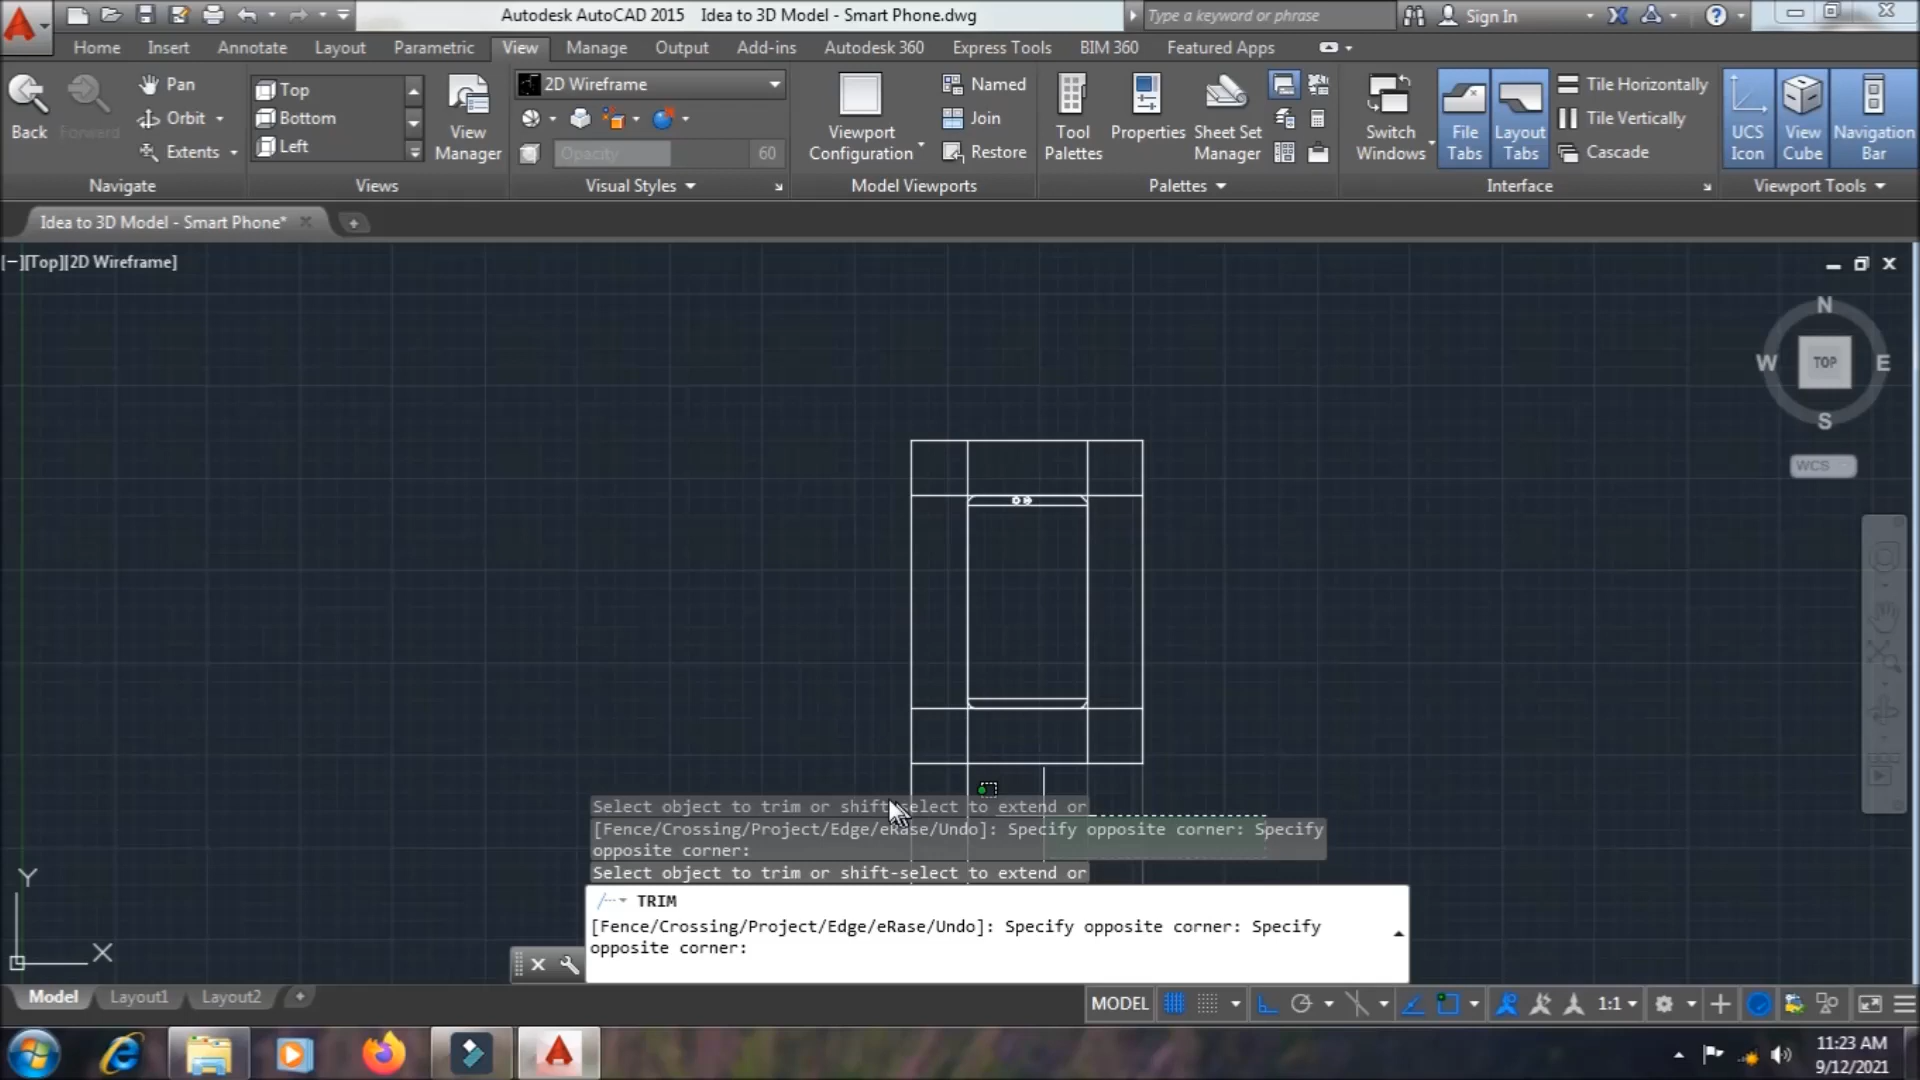 Autodesk AutoCAD 2015 Idea to 3D Model - Smart Phone.dwg
Type a keyword or phrase
Sign In
Home Insert Annotate Layout Parametric View Manage Output Add-ins Autodesk 360 Express Tools BIM 360 Featured Apps
Back
Forward
Pan
Orbit
Extents
Navigate
Top
Bottom
Left
View
Manager
Views
2D Wireframe
Opacity 60
Visual Styles
Viewport
Configuration
Named
Join
Restore
Model Viewports
Tool
Palettes
Properties
Sheet Set
Manager
Palettes
Switch
Windows
File
Tabs
Layout
Tabs
Tile Horizontally
Tile Vertically
Cascade
Interface
UCS
Icon
View
Cube
Navigation
Bar
Viewport Tools
Idea to 3D Model - Smart Phone*
[−][Top][2D Wireframe]
N
W TOP E
S
WCS
Select object to trim or shift-select to extend or
[Fence/Crossing/Project/Edge/eRase/Undo]: Specify opposite corner: Specify
opposite corner:
Select object to trim or shift-select to extend or
TRIM
[Fence/Crossing/Project/Edge/eRase/Undo]: Specify opposite corner: Specify
opposite corner:
Y
X
Model Layout1 Layout2
MODEL 1:1
11:23 AM
9/12/2021